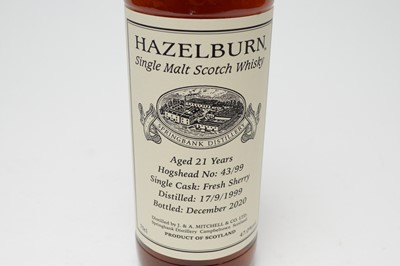 HAZELBURN
Single Malt Scotch Whisky
SPRINGBANK DISTILLERY
Aged 21 Years
Hogshead No: 43/99
Single Cask: Fresh Sherry
Distilled: 17/9/1999
Bottled: December 2020
Distilled by J. & A. MITCHELL & CO. LTD.
Springbank Distillery Campbeltown Scotland
PRODUCT OF SCOTLAND